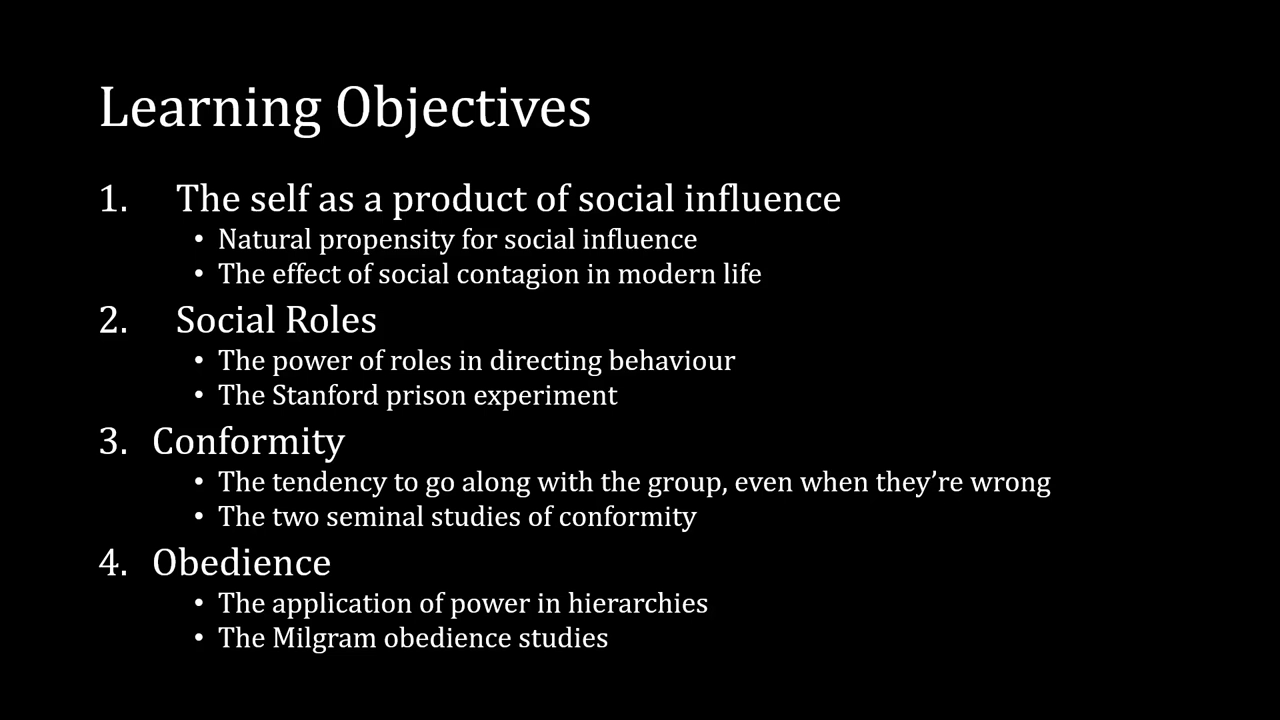 Learning Objectives
1. The self as a product of social influence
• Natural propensity for social influence
• The effect of social contagion in modern life
2. Social Roles
• The power of roles in directing behaviour
• The Stanford prison experiment
3. Conformity
• The tendency to go along with the group, even when they’re wrong
• The two seminal studies of conformity
4. Obedience
• The application of power in hierarchies
• The Milgram obedience studies